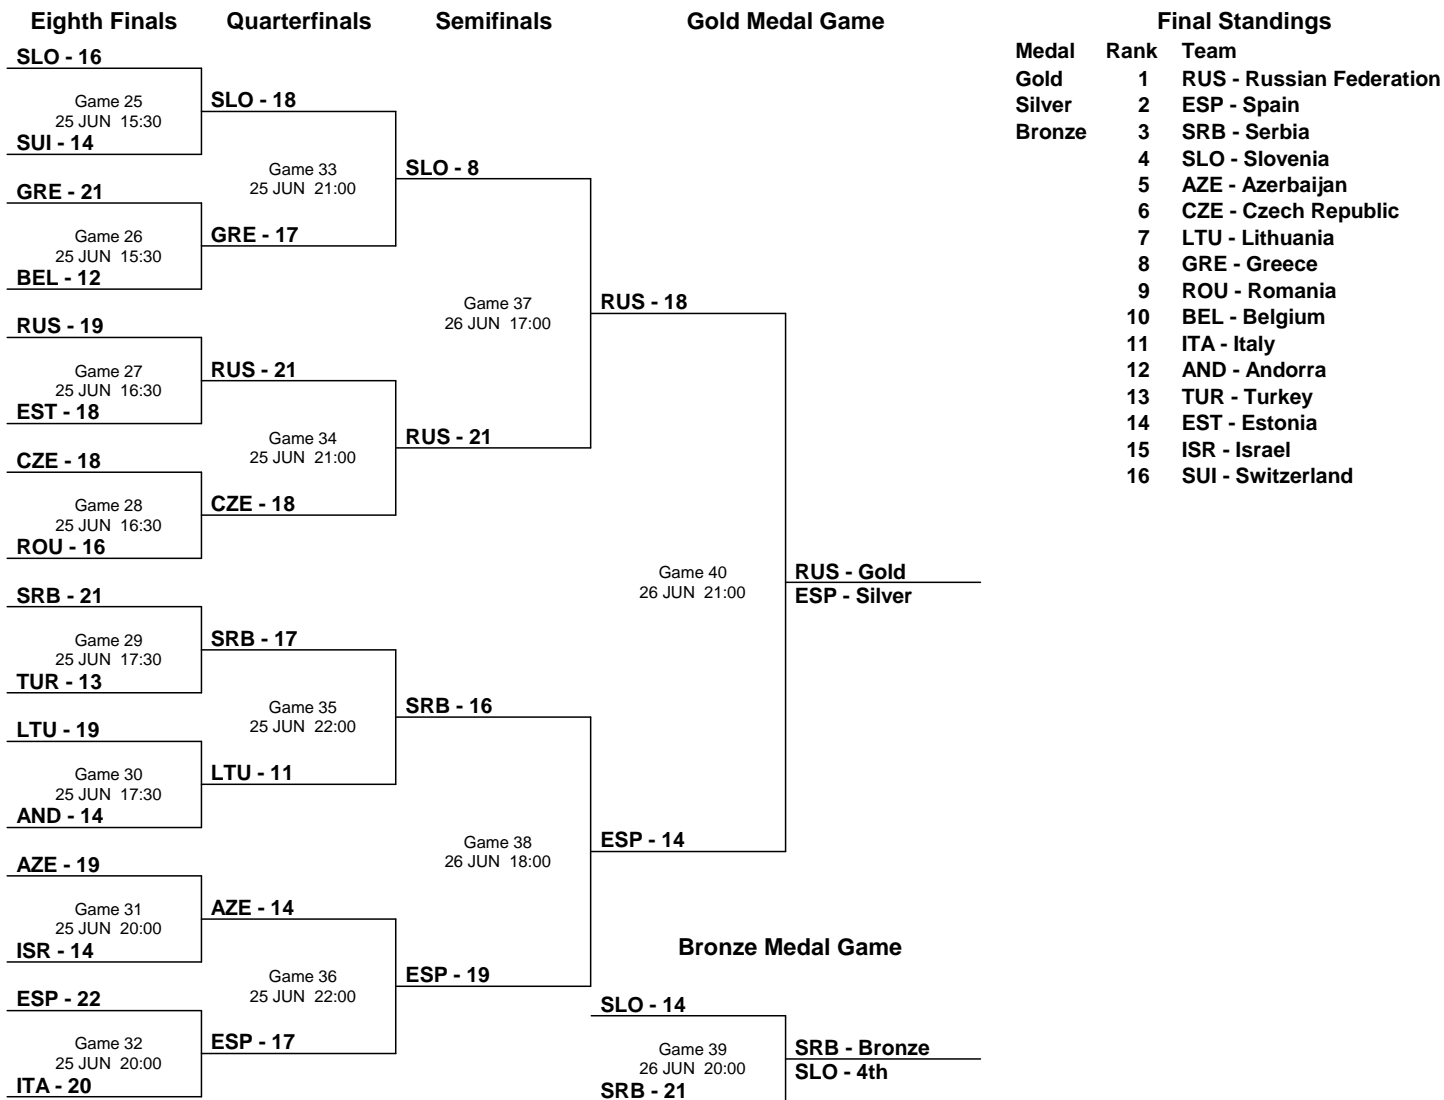 Eighth Finals
Quarterfinals
Semifinals
Gold Medal Game
Final Standings
SLO - 16
Game 25
25 JUN 15:30
SUI - 14
GRE - 21
Game 26
25 JUN 15:30
BEL - 12
RUS - 19
Game 27
25 JUN 16:30
EST - 18
CZE - 18
Game 28
25 JUN 16:30
ROU - 16
SRB - 21
Game 29
25 JUN 17:30
TUR - 13
LTU - 19
Game 30
25 JUN 17:30
AND - 14
AZE - 19
Game 31
25 JUN 20:00
ISR - 14
ESP - 22
Game 32
25 JUN 20:00
ITA - 20
SLO - 18
Game 33
25 JUN 21:00
GRE - 17
RUS - 21
Game 34
25 JUN 21:00
CZE - 18
SRB - 17
Game 35
25 JUN 22:00
LTU - 11
AZE - 14
Game 36
25 JUN 22:00
ESP - 17
SLO - 8
Game 37
26 JUN 17:00
RUS - 21
SRB - 16
Game 38
26 JUN 18:00
ESP - 19
RUS - 18
Game 40
26 JUN 21:00
ESP - 14
RUS - Gold
ESP - Silver
Bronze Medal Game
SLO - 14
Game 39
26 JUN 20:00
SRB - 21
SRB - Bronze
SLO - 4th
Medal Rank Team
Gold 1 RUS - Russian Federation
Silver 2 ESP - Spain
Bronze 3 SRB - Serbia
4 SLO - Slovenia
5 AZE - Azerbaijan
6 CZE - Czech Republic
7 LTU - Lithuania
8 GRE - Greece
9 ROU - Romania
10 BEL - Belgium
11 ITA - Italy
12 AND - Andorra
13 TUR - Turkey
14 EST - Estonia
15 ISR - Israel
16 SUI - Switzerland